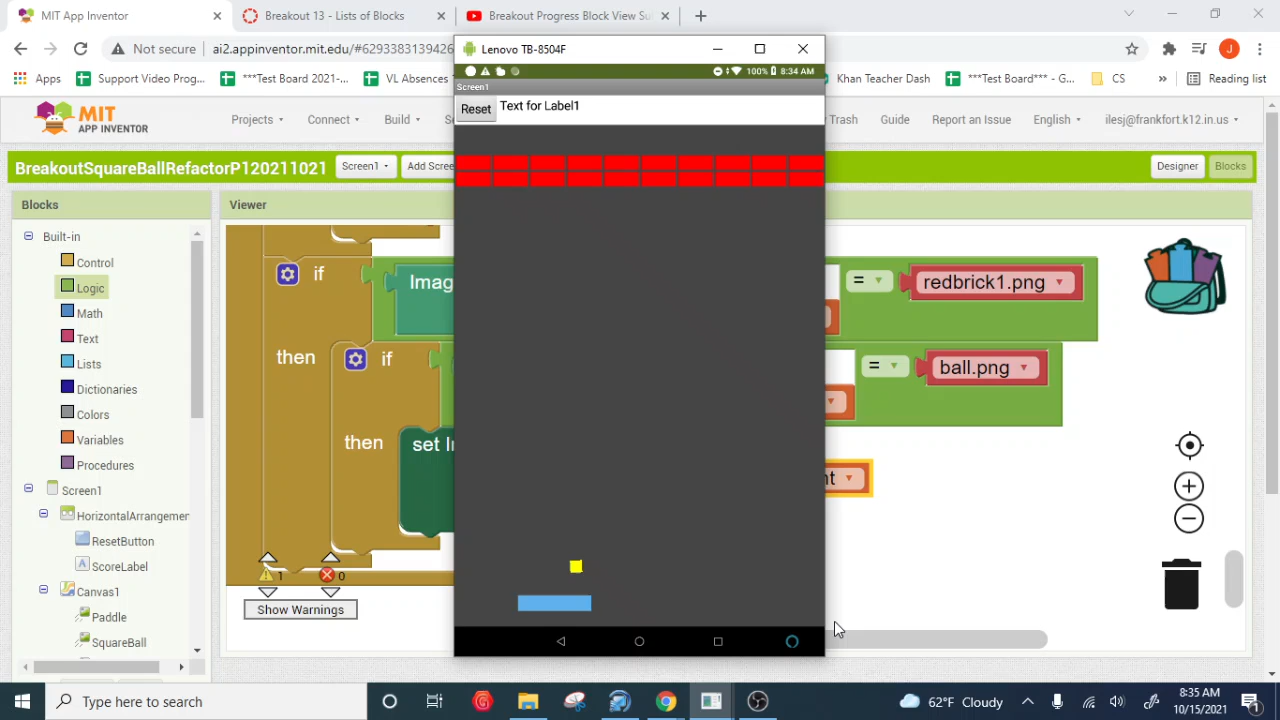 MIT App Inventor
Breakout 13 - Lists of Blocks
Breakout Progress Block View Su
Not secure
ai2.appinventor.mit.edu/#629338313942
Apps
Support Video Prog...
***Test Board 2021-...
VL Absences
Khan Teacher Dash
***Test Board*** - G...
CS
»
Reading list
Lenovo TB-8504F
100%
8:34 AM
Screen1
Reset
Text for Label1
MIT
APP INVENTOR
Projects
Connect
Build
Trash
Guide
Report an Issue
English
ilesj@frankfort.k12.in.us
BreakoutSquareBallRefactorP120211021
Screen1
Add Scree
Designer
Blocks
Blocks
Viewer
Built-in
Control
Logic
Math
Text
Lists
Dictionaries
Colors
Variables
Procedures
Screen1
HorizontalArrangemer
ResetButton
ScoreLabel
Canvas1
Paddle
SquareBall
if
Imag
=
redbrick1.png
then
if
=
ball.png
then
set I
nt
1
0
Show Warnings
J
Type here to search
62°F Cloudy
8:35 AM
10/15/2021
1